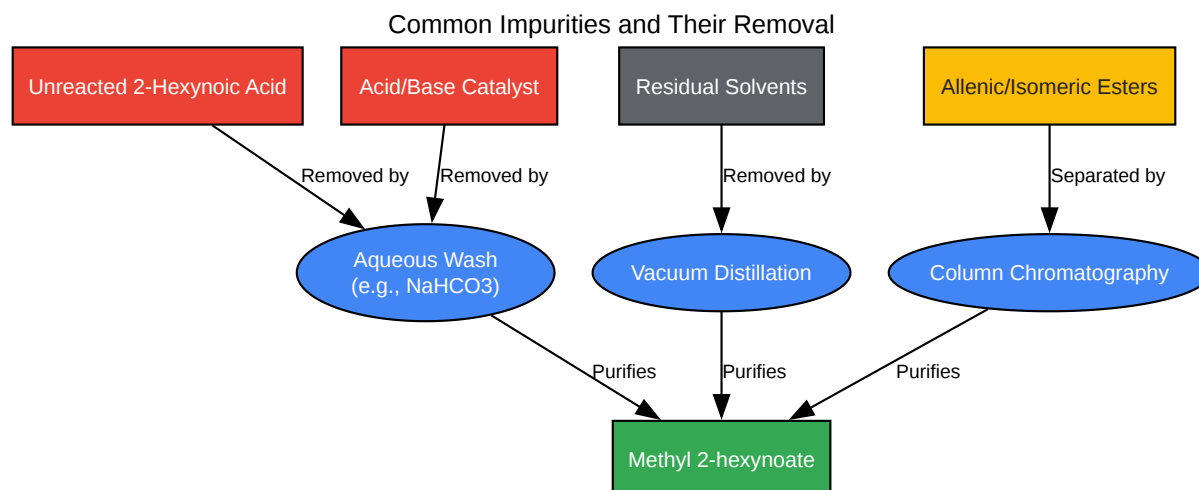 Common Impurities and Their Removal
Unreacted 2-Hexynoic Acid
Acid/Base Catalyst
Residual Solvents
Allenic/Isomeric Esters
Removed by
Removed by
Removed by
Separated by
Aqueous Wash
(e.g., NaHCO3)
Vacuum Distillation
Column Chromatography
Purifies
Purifies
Purifies
Methyl 2-hexynoate